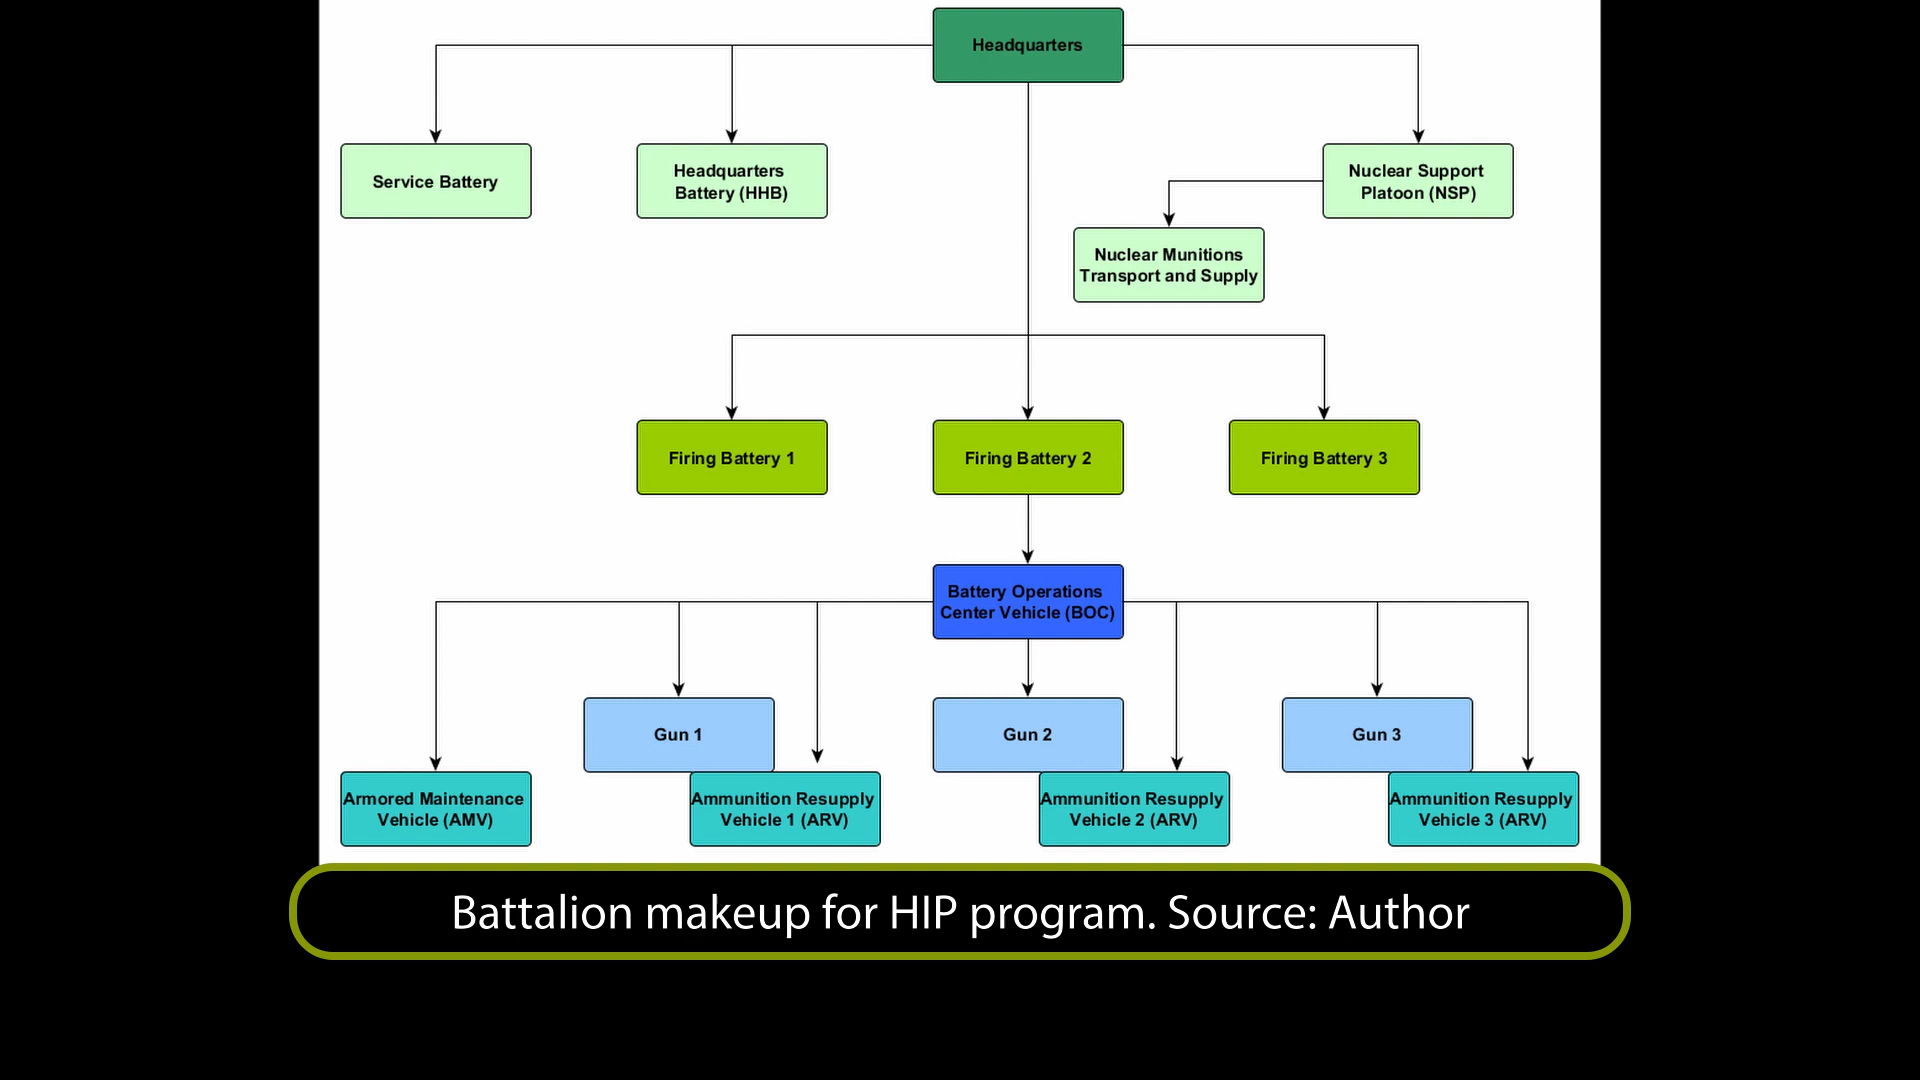 Headquarters
Service Battery
Headquarters
Battery (HHB)
Nuclear Support
Platoon (NSP)
Nuclear Munitions
Transport and Supply
Firing Battery 1
Firing Battery 2
Firing Battery 3
Battery Operations
Center Vehicle (BOC)
Gun 1
Gun 2
Gun 3
Armored Maintenance
Vehicle (AMV)
Ammunition Resupply
Vehicle 1 (ARV)
Ammunition Resupply
Vehicle 2 (ARV)
Ammunition Resupply
Vehicle 3 (ARV)
Battalion makeup for HIP program. Source: Author